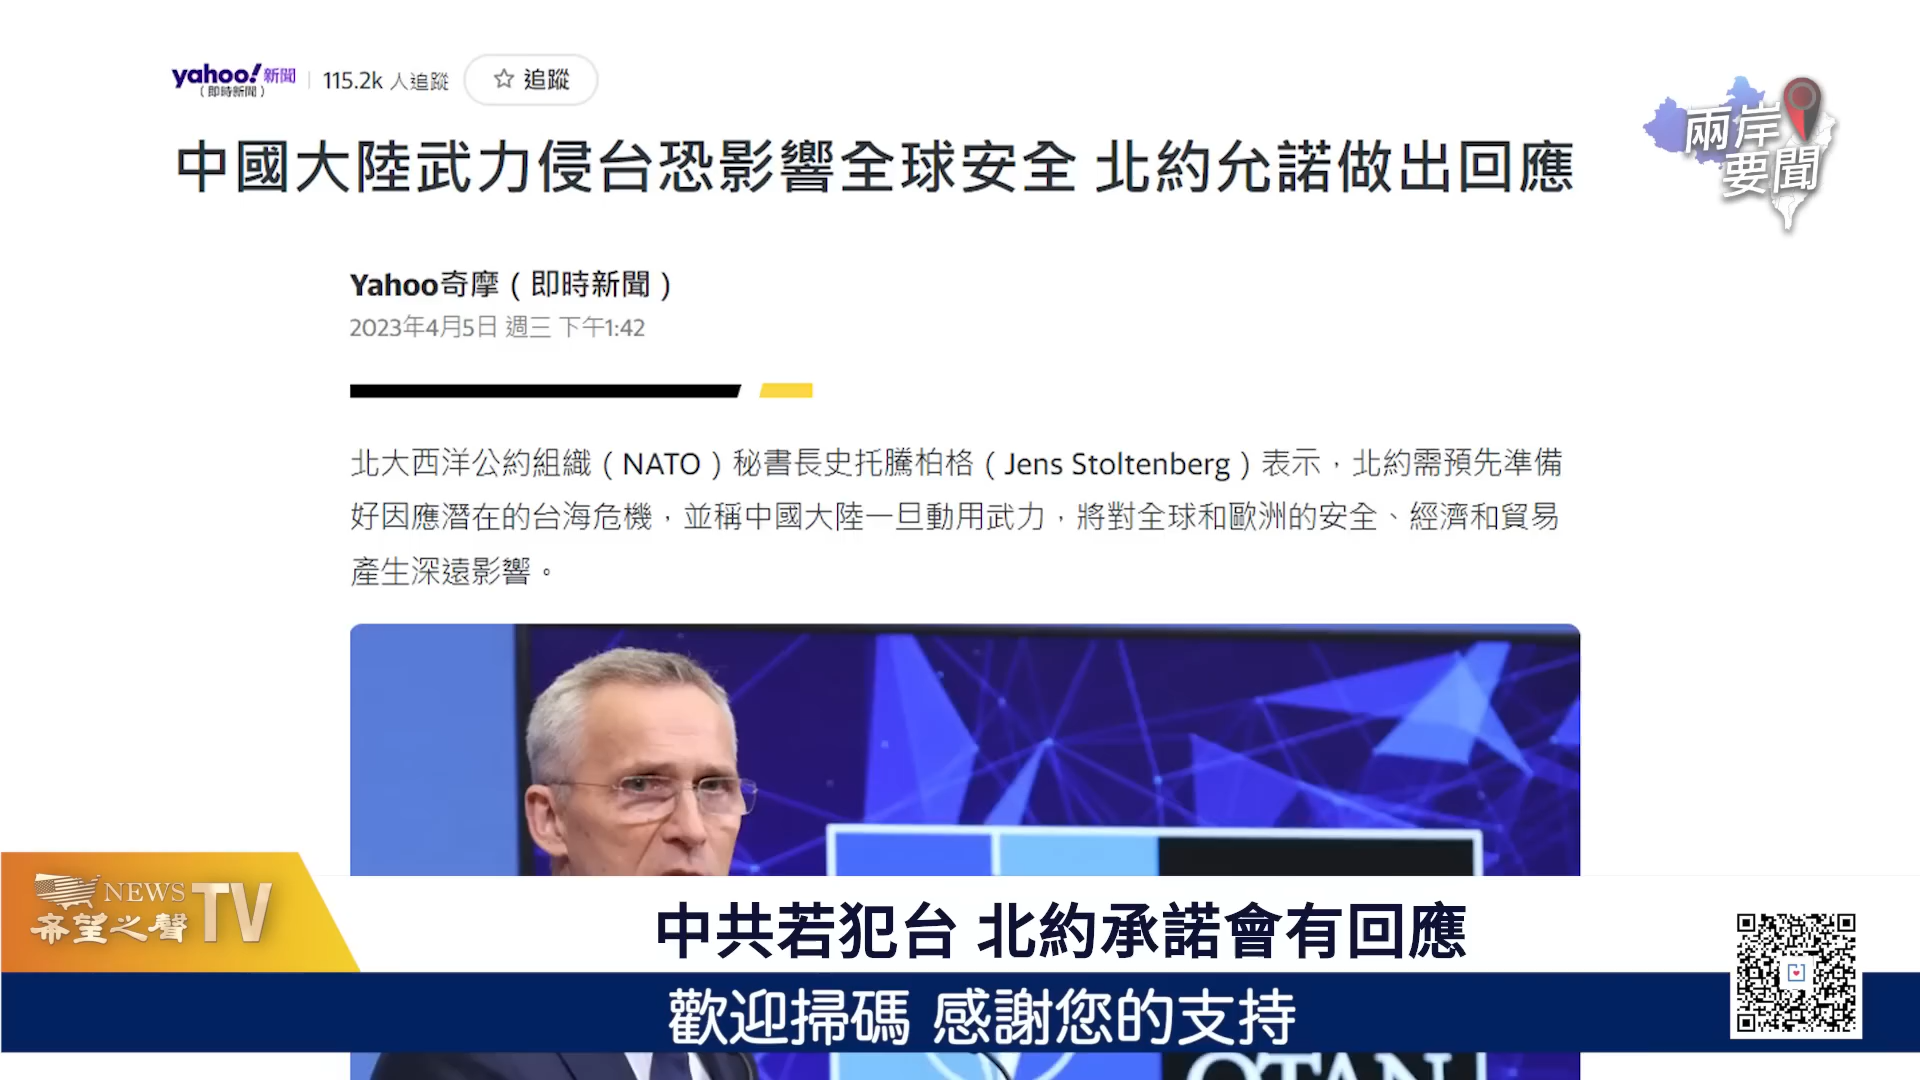 yahoo!新聞
(即時新聞)
115.2k 人追蹤
☆ 追蹤
兩岸
要聞
中國大陸武力侵台恐影響全球安全 北約允諾做出回應
Yahoo奇摩(即時新聞)
2023年4月5日 週三 下午1:42
北大西洋公約組織(NATO)秘書長史托騰柏格(Jens Stoltenberg)表示，北約需預先準備
好因應潛在的台海危機，並稱中國大陸一旦動用武力，將對全球和歐洲的安全、經濟和貿易
產生深遠影響。
NEWS
希望之聲TV
中共若犯台 北約承諾會有回應
歡迎掃碼 感謝您的支持
OTAN